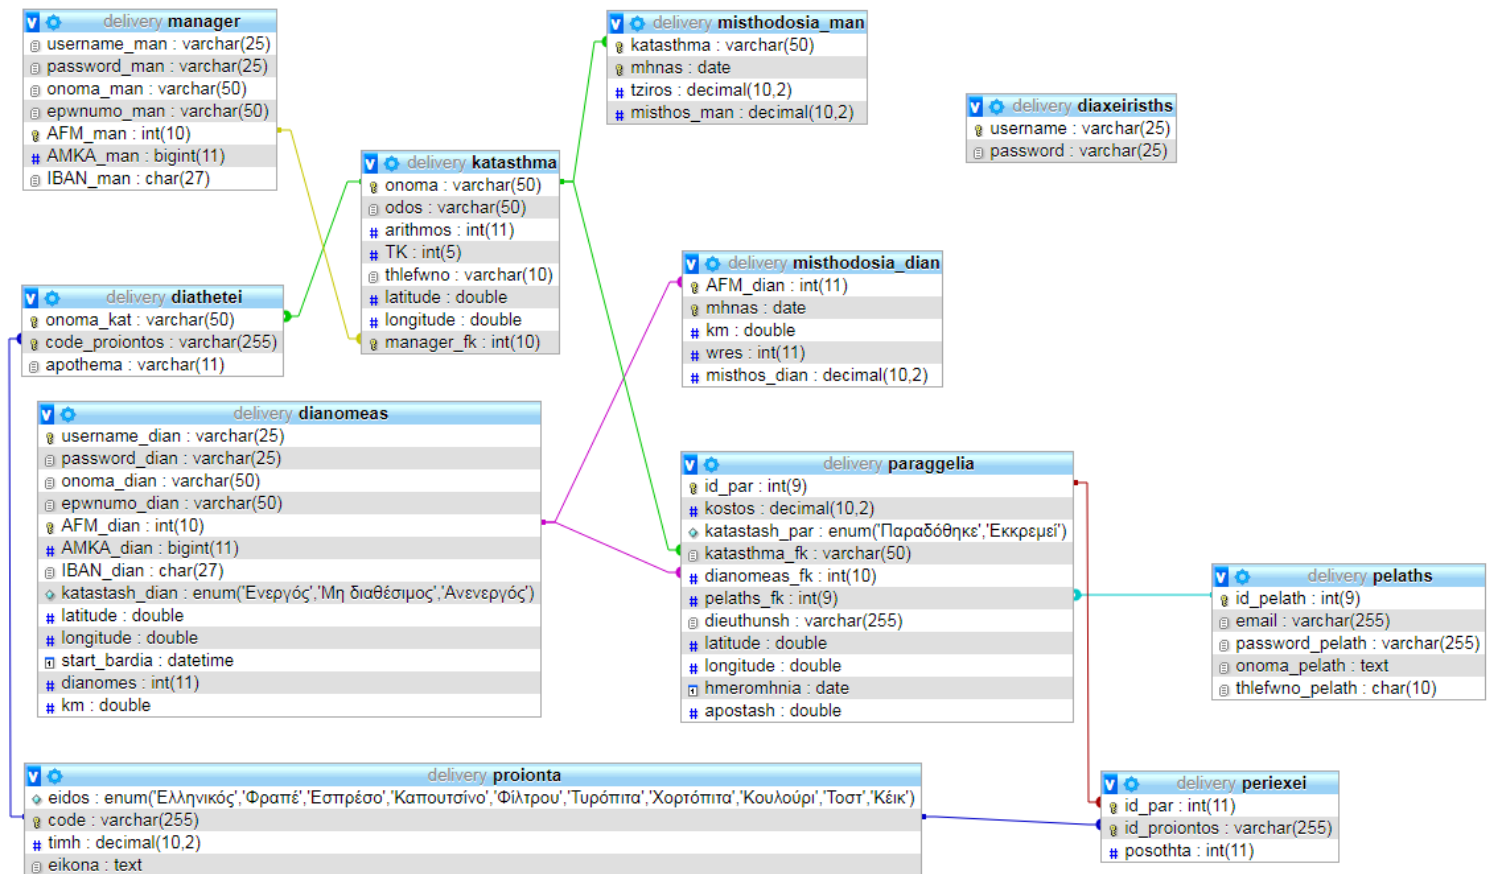 delivery manager
username_man : varchar(25)
password_man : varchar(25)
onoma_man : varchar(50)
epwnumo_man : varchar(50)
AFM_man : int(10)
AMKA_man : bigint(11)
IBAN_man : char(27)
delivery misthodosia_man
katasthma : varchar(50)
mhnas : date
tziros : decimal(10,2)
misthos_man : decimal(10,2)
delivery diaxeirisths
username : varchar(25)
password : varchar(25)
delivery katasthma
onoma : varchar(50)
odos : varchar(50)
arithmos : int(11)
TK : int(5)
thlefwno : varchar(10)
latitude : double
longitude : double
manager_fk : int(10)
delivery misthodosia_dian
AFM_dian : int(11)
mhnas : date
km : double
wres : int(11)
misthos_dian : decimal(10,2)
delivery diathetei
onoma_kat : varchar(50)
code_proiontos : varchar(255)
apothema : varchar(11)
delivery dianomeas
username_dian : varchar(25)
password_dian : varchar(25)
onoma_dian : varchar(50)
epwnumo_dian : varchar(50)
AFM_dian : int(10)
AMKA_dian : bigint(11)
IBAN_dian : char(27)
katastash_dian : enum('Ενεργός','Μη διαθέσιμος','Ανενεργός')
latitude : double
longitude : double
start_bardia : datetime
dianomes : int(11)
km : double
delivery paraggelia
id_par : int(9)
kostos : decimal(10,2)
katastash_par : enum('Παραδόθηκε','Εκκρεμεί')
katasthma_fk : varchar(50)
dianomeas_fk : int(10)
pelaths_fk : int(9)
dieuthunsh : varchar(255)
latitude : double
longitude : double
hmeromhnia : date
apostash : double
delivery pelaths
id_pelath : int(9)
email : varchar(255)
password_pelath : varchar(255)
onoma_pelath : text
thlefwno_pelath : char(10)
delivery proionta
eidos : enum('Ελληνικός','Φραπέ','Εσπρέσο','Καπουτσίνο','Φίλτρου','Τυρόπιτα','Χορτόπιτα','Κουλούρι','Τοστ','Κέικ')
code : varchar(255)
timh : decimal(10,2)
eikona : text
delivery periexei
id_par : int(11)
id_proiontos : varchar(255)
posothta : int(11)